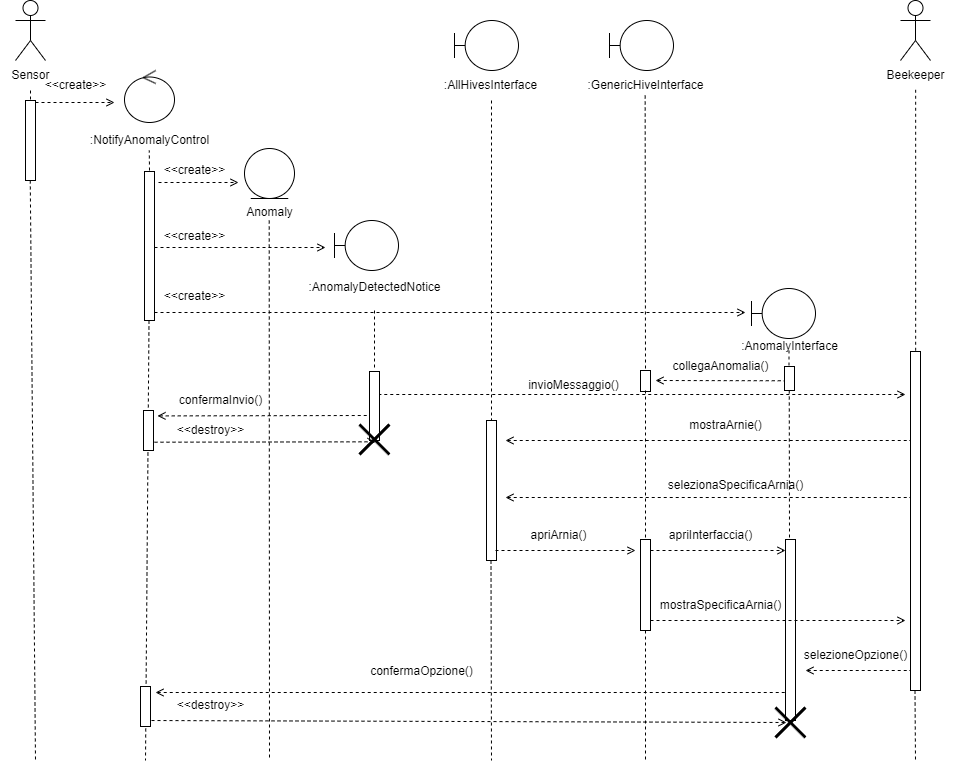 Sensor
<<create>>
:NotifyAnomalyControl
:AllHivesInterface
:GenericHiveInterface
Beekeeper
<<create>>
Anomaly
<<create>>
:AnomalyDetectedNotice
<<create>>
:AnomalyInterface
collegaAnomalia()
invioMessaggio()
confermaInvio()
<<destroy>>
mostraArnie()
selezionaSpecificaArnia()
apriArnia()
apriInterfaccia()
mostraSpecificaArnia()
selezioneOpzione()
confermaOpzione()
<<destroy>>